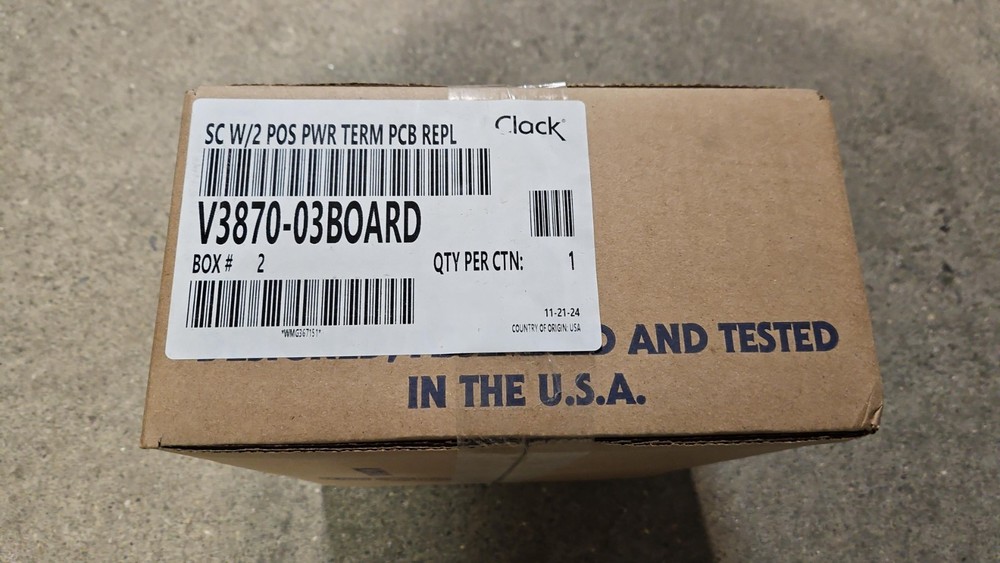 SC W/2 POS PWR TERM PCB REPL
Clack®
V3870-03BOARD
BOX # 2
QTY PER CTN: 1
*WMG367151*
11-21-24
COUNTRY OF ORIGIN: USA
AND TESTED
IN THE U.S.A.